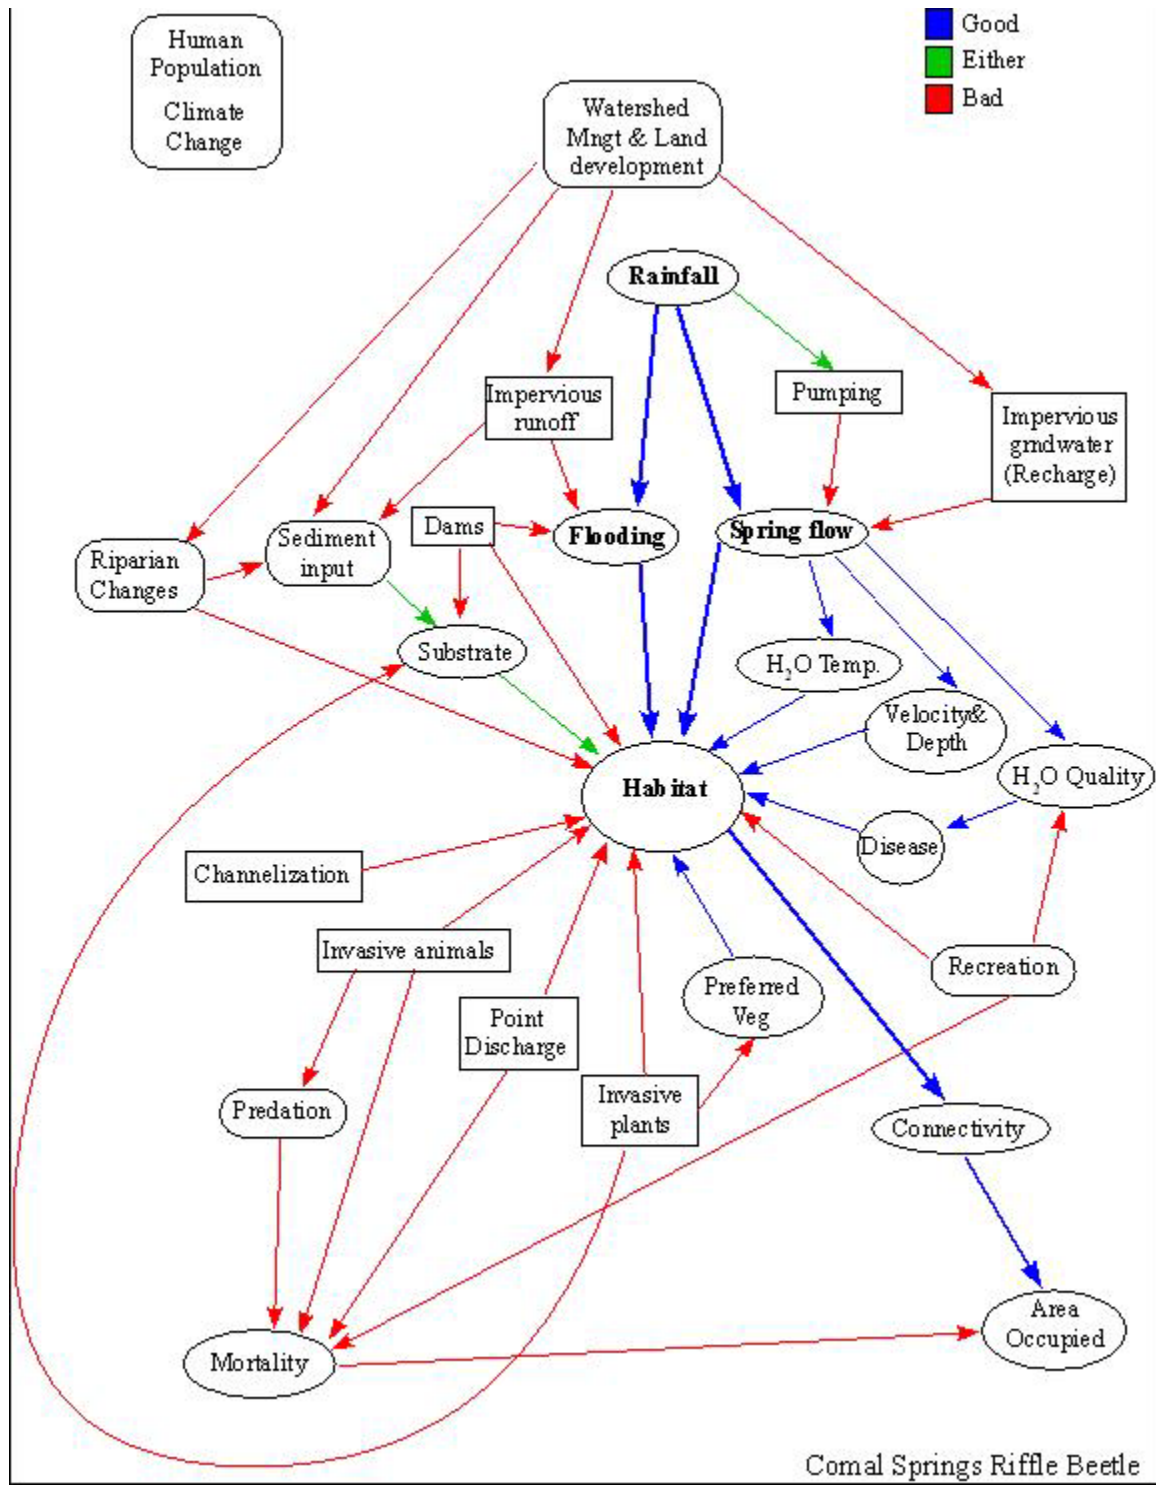 Human
Population
Climate
Change
Good
Either
Bad
Watershed
Mngt & Land
development
Rainfall
Impervious
runoff
Pumping
Impervious
grndwater
(Recharge)
Dams
Flooding
Spring flow
Sediment
input
Riparian
Changes
Substrate
H₂O Temp.
Velocity&
Depth
H₂O Quality
Habitat
Disease
Channelization
Invasive animals
Recreation
Preferred
Veg
Point
Discharge
Invasive
plants
Predation
Connectivity
Area
Occupied
Mortality
Comal Springs Riffle Beetle